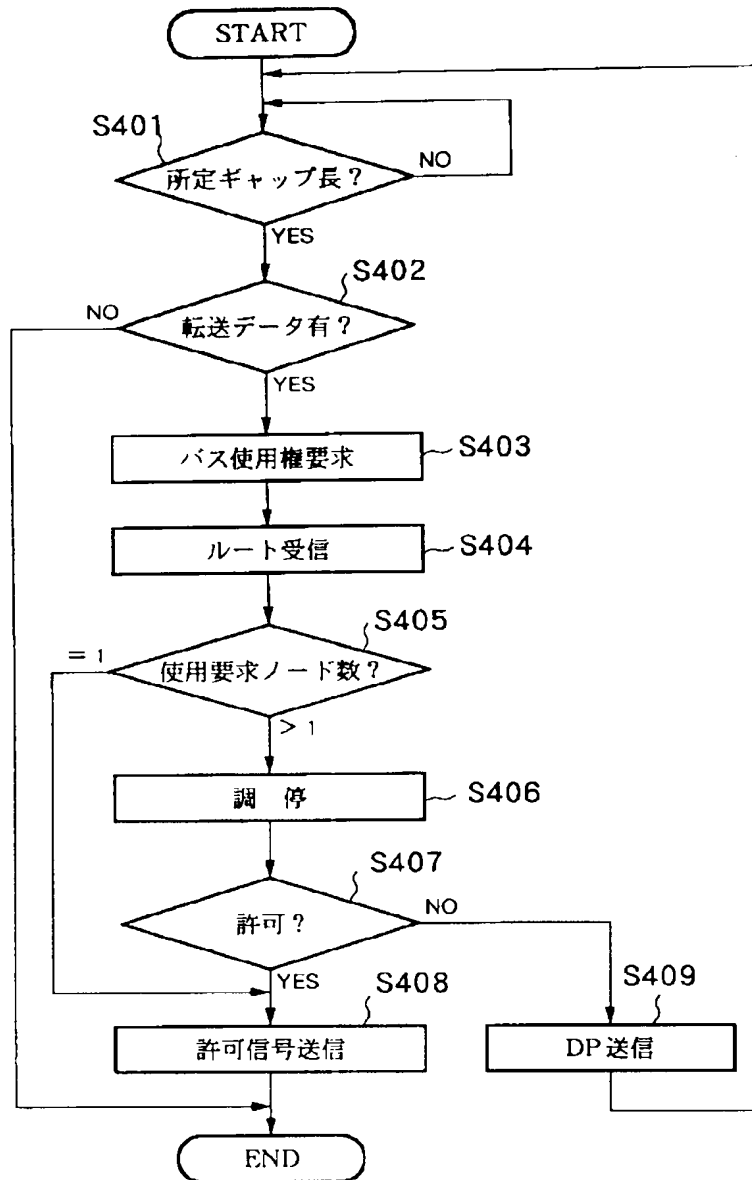 START
S401
所定ギャップ長?
NO
YES
S402
NO
転送データ有?
YES
バス使用権要求
S403
ルート受信
S404
S405
= 1
使用要求ノード数?
> 1
調 停
S406
S407
許可?
NO
YES
S408
S409
許可信号送信
DP送信
END